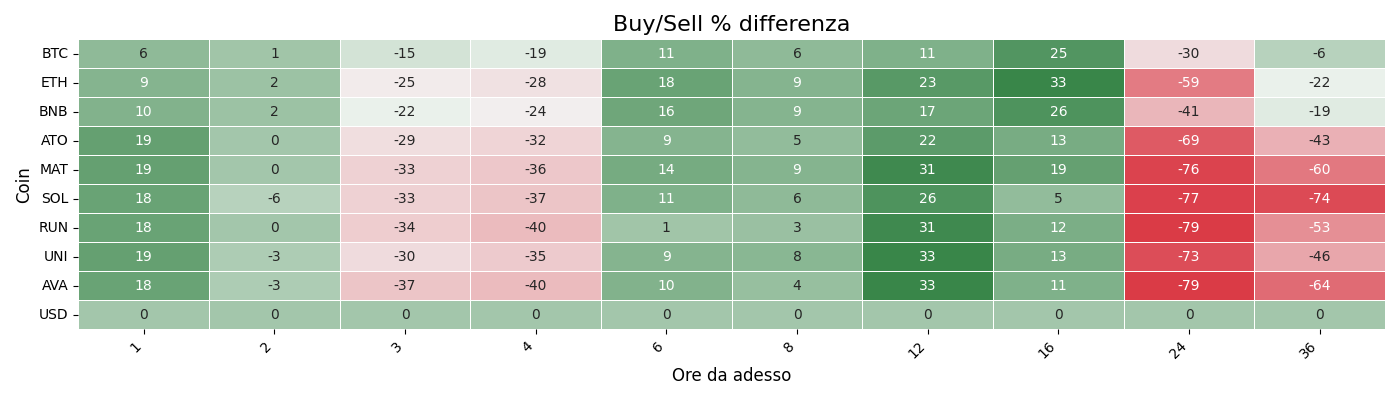 Buy/Sell % differenza
Coin
BTC 6 1 -15 -19 11 6 11 25 -30 -6
ETH 9 2 -25 -28 18 9 23 33 -59 -22
BNB 10 2 -22 -24 16 9 17 26 -41 -19
ATO 19 0 -29 -32 9 5 22 13 -69 -43
MAT 19 0 -33 -36 14 9 31 19 -76 -60
SOL 18 -6 -33 -37 11 6 26 5 -77 -74
RUN 18 0 -34 -40 1 3 31 12 -79 -53
UNI 19 -3 -30 -35 9 8 33 13 -73 -46
AVA 18 -3 -37 -40 10 4 33 11 -79 -64
USD 0 0 0 0 0 0 0 0 0 0
1 2 3 4 6 8 12 16 24 36
Ore da adesso